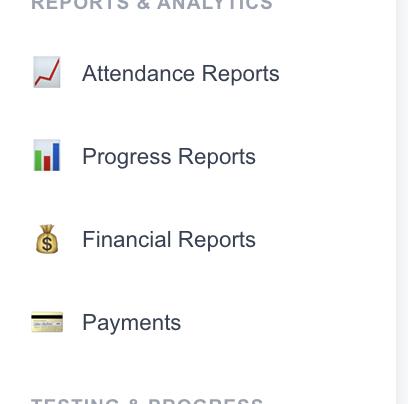 REPORTS & ANALYTICS
Attendance Reports
Progress Reports
Financial Reports
Payments
TESTING & PROGRESS